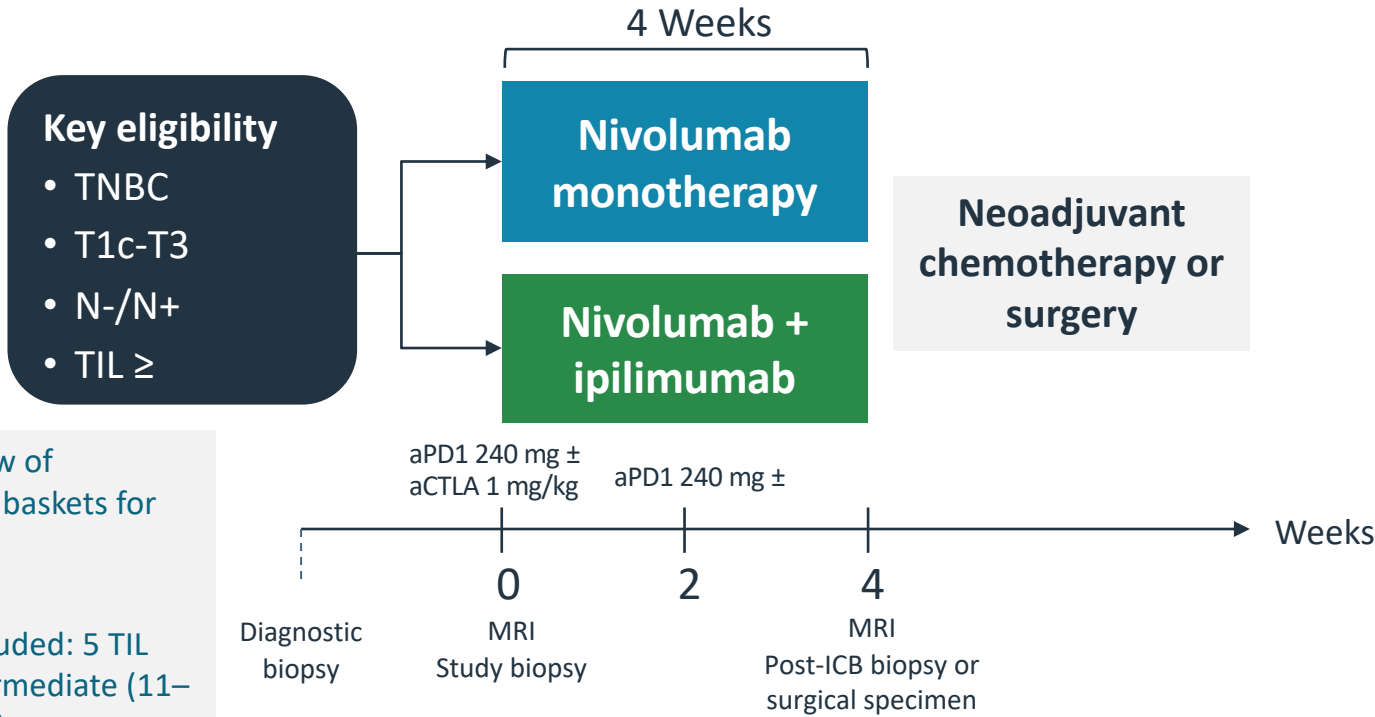 4 Weeks
Key eligibility
• TNBC
• T1c-T3
• N-/N+
• TIL ≥
Nivolumab
monotherapy
Nivolumab +
ipilimumab
Neoadjuvant
chemotherapy or
surgery
w of
baskets for
uded: 5 TIL
rmediate (11–
aPD1 240 mg ±
aCTLA 1 mg/kg
aPD1 240 mg ±
Weeks
0
2
4
Diagnostic
biopsy
MRI
Study biopsy
MRI
Post-ICB biopsy or
surgical specimen